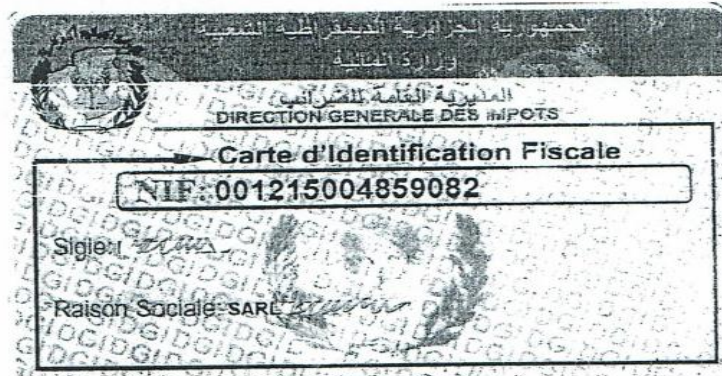 الجمهورية الجزائرية الديمقراطية الشعبية
وزارة المالية
المديرية العامة للضرائب
DIRECTION GENERALE DES IMPOTS
Carte d'Identification Fiscale
NIF: 001215004859082
Sigle:
Raison Sociale: SARL